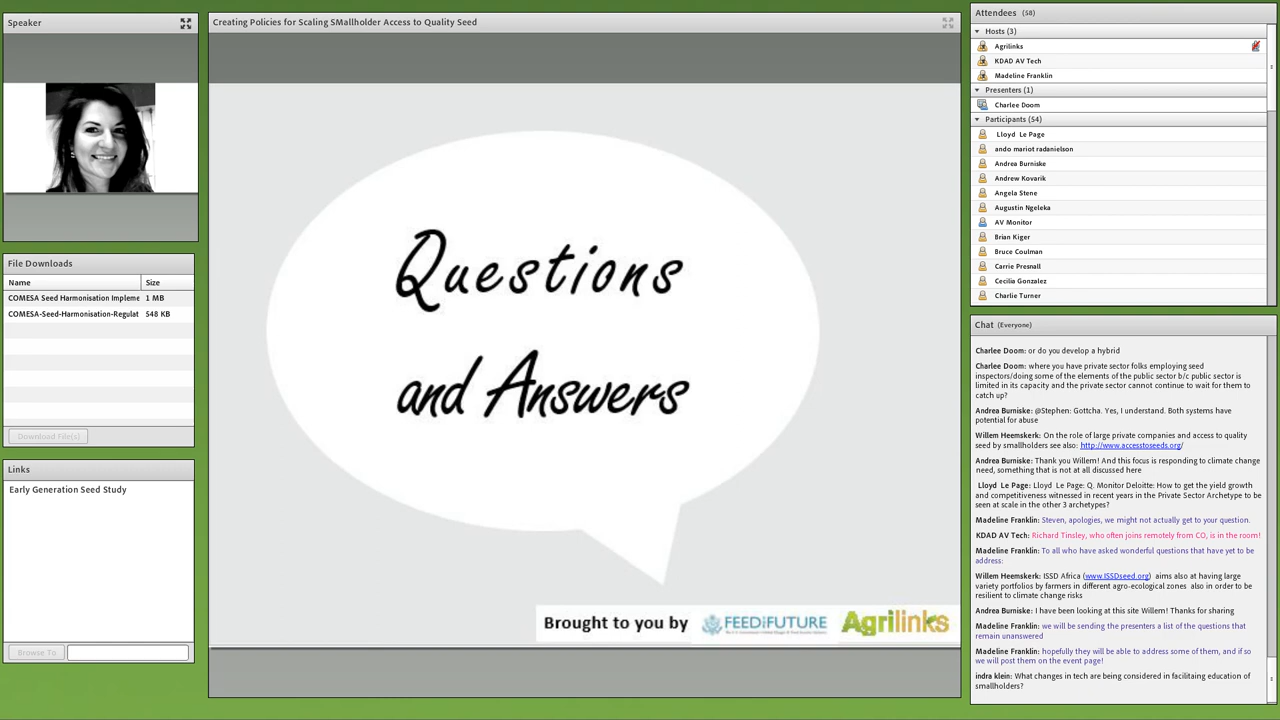 Speaker
File Downloads
Name Size
COMESA Seed Harmonisation Impleme 1 MB
COMESA-Seed-Harmonisation-Regulat 548 KB
Download File(s)
Links
Early Generation Seed Study
Browse To
Creating Policies for Scaling SMallholder Access to Quality Seed
Questions
and Answers
Brought to you by FEED FUTURE Agrilinks
Attendees (58)
Hosts (3)
Agrilinks
KDAD AV Tech
Madeline Franklin
Presenters (1)
Charlee Doom
Participants (54)
Lloyd Le Page
ando mariot radanielson
Andrea Burniske
Andrew Kovarik
Angela Stene
Augustin Ngeleka
AV Monitor
Brian Kiger
Bruce Coulman
Carrie Presnall
Cecilia Gonzalez
Charlie Turner
Chat (Everyone)
Charlee Doom: or do you develop a hybrid
Charlee Doom: where you have private sector folks employing seed
inspectors/doing some of the elements of the public sector b/c public sector is
limited in its capacity and the private sector cannot continue to wait for them to
catch up?
Andrea Burniske: @Stephen: Gottcha. Yes, I understand. Both systems have
potential for abuse
Willem Heemskerk: On the role of large private companies and access to quality
seed by smallholders see also: http://www.accesstoseeds.org/
Andrea Burniske: Thank you Willem! And this focus is responding to climate change
need, something that is not at all discussed here
Lloyd Le Page: Lloyd Le Page: Q. Monitor Deloitte: How to get the yield growth
and competitiveness witnessed in recent years in the Private Sector Archetype to be
seen at scale in the other 3 archetypes?
Madeline Franklin: Steven, apologies, we might not actually get to your question.
KDAD AV Tech: Richard Tinsley, who often joins remotely from CO, is in the room!
Madeline Franklin: To all who have asked wonderful questions that have yet to be
address:
Willem Heemskerk: ISSD Africa (www.ISSDseed.org) aims also at having large
variety portfolios by farmers in different agro-ecological zones also in order to be
resilient to climate change risks
Andrea Burniske: I have been looking at this site Willem! Thanks for sharing
Madeline Franklin: we will be sending the presenters a list of the questions that
remain unanswered
Madeline Franklin: hopefully they will be able to address some of them, and if so
we will post them on the event page!
indra klein: What changes in tech are being considered in facilitaing education of
smallholders?